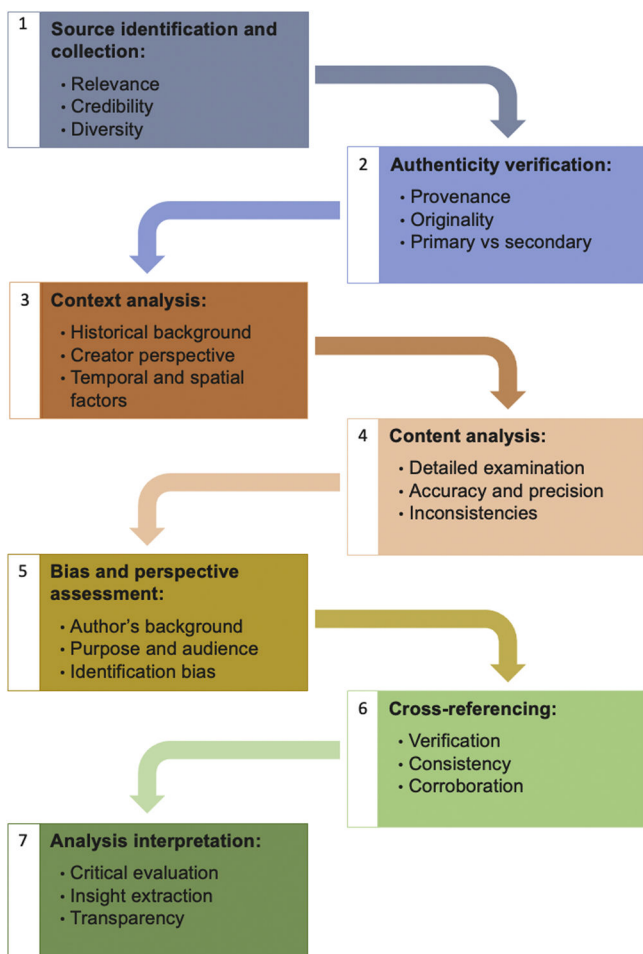 1
Source identification and
collection:
• Relevance
• Credibility
• Diversity
2
Authenticity verification:
• Provenance
• Originality
• Primary vs secondary
3
Context analysis:
• Historical background
• Creator perspective
• Temporal and spatial
factors
4
Content analysis:
• Detailed examination
• Accuracy and precision
• Inconsistencies
5
Bias and perspective
assessment:
• Author's background
• Purpose and audience
• Identification bias
6
Cross-referencing:
• Verification
• Consistency
• Corroboration
7
Analysis interpretation:
• Critical evaluation
• Insight extraction
• Transparency